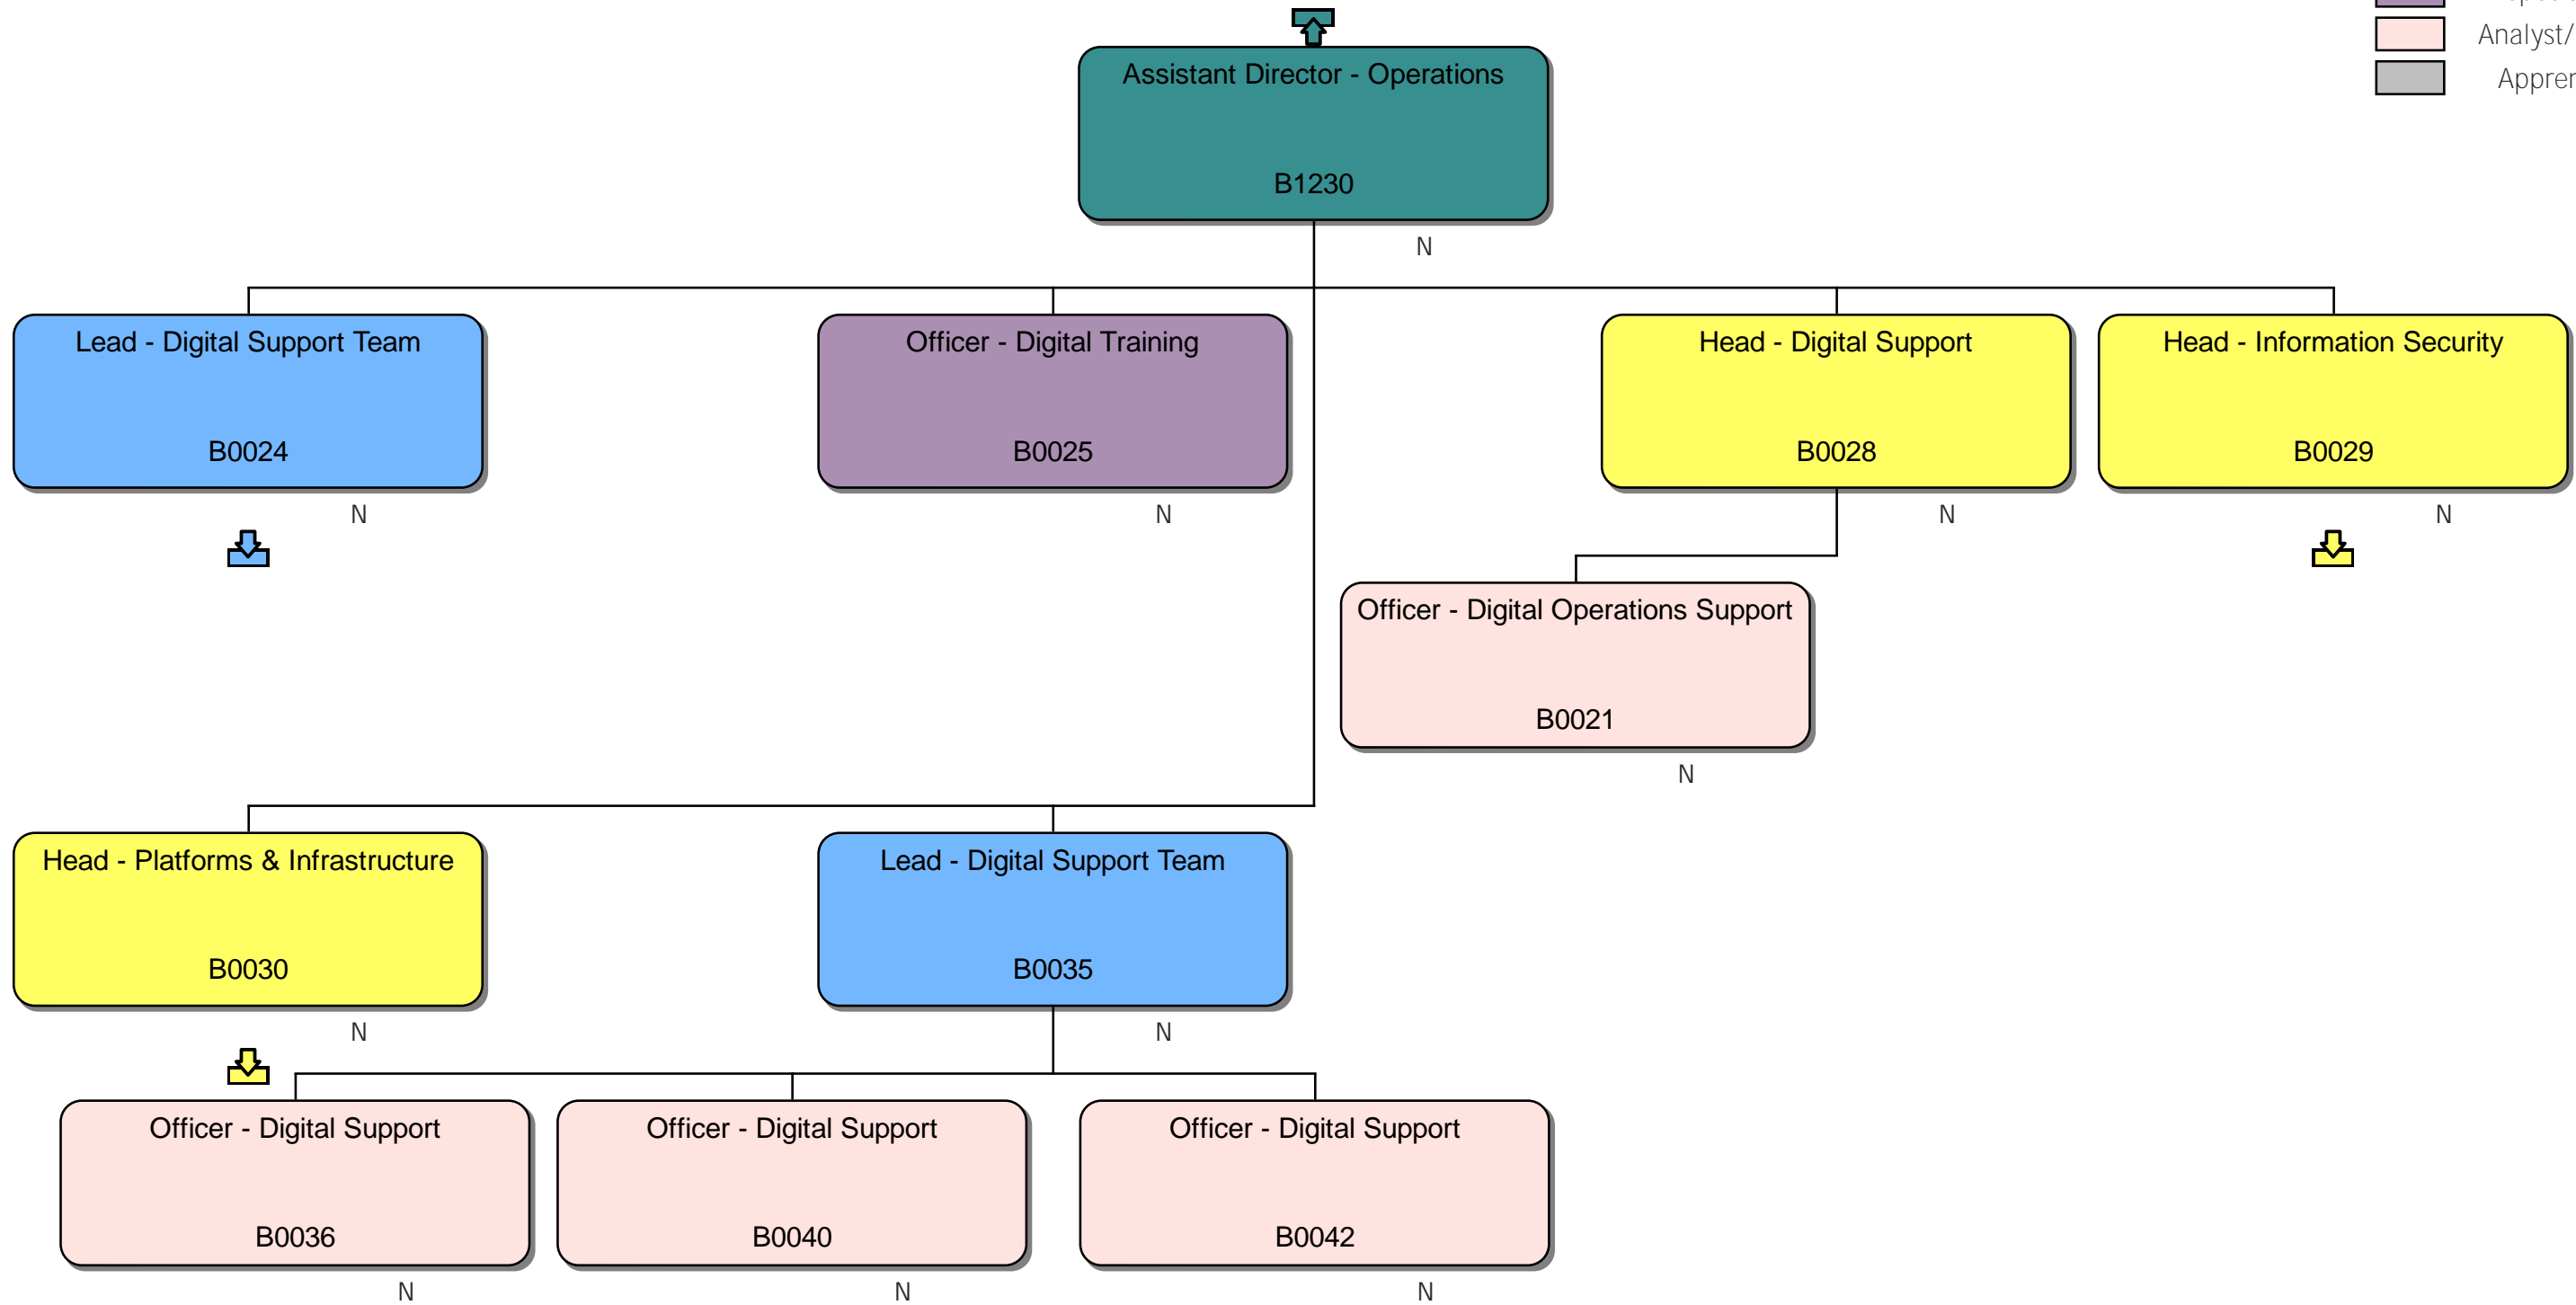 Analyst/
Assistant Director - Operations
B1230
N
Lead - Digital Support Team
Officer - Digital Training
Head - Digital Support
Head - Information Security
B0024
B0025
B0028
B0029
N
N
N
N
Officer - Digital Operations Support
B0021
N
Head - Platforms & Infrastructure
Lead - Digital Support Team
B0030
B0035
N
N
Officer - Digital Support
Officer - Digital Support
Officer - Digital Support
B0036
B0040
B0042
N
N
N